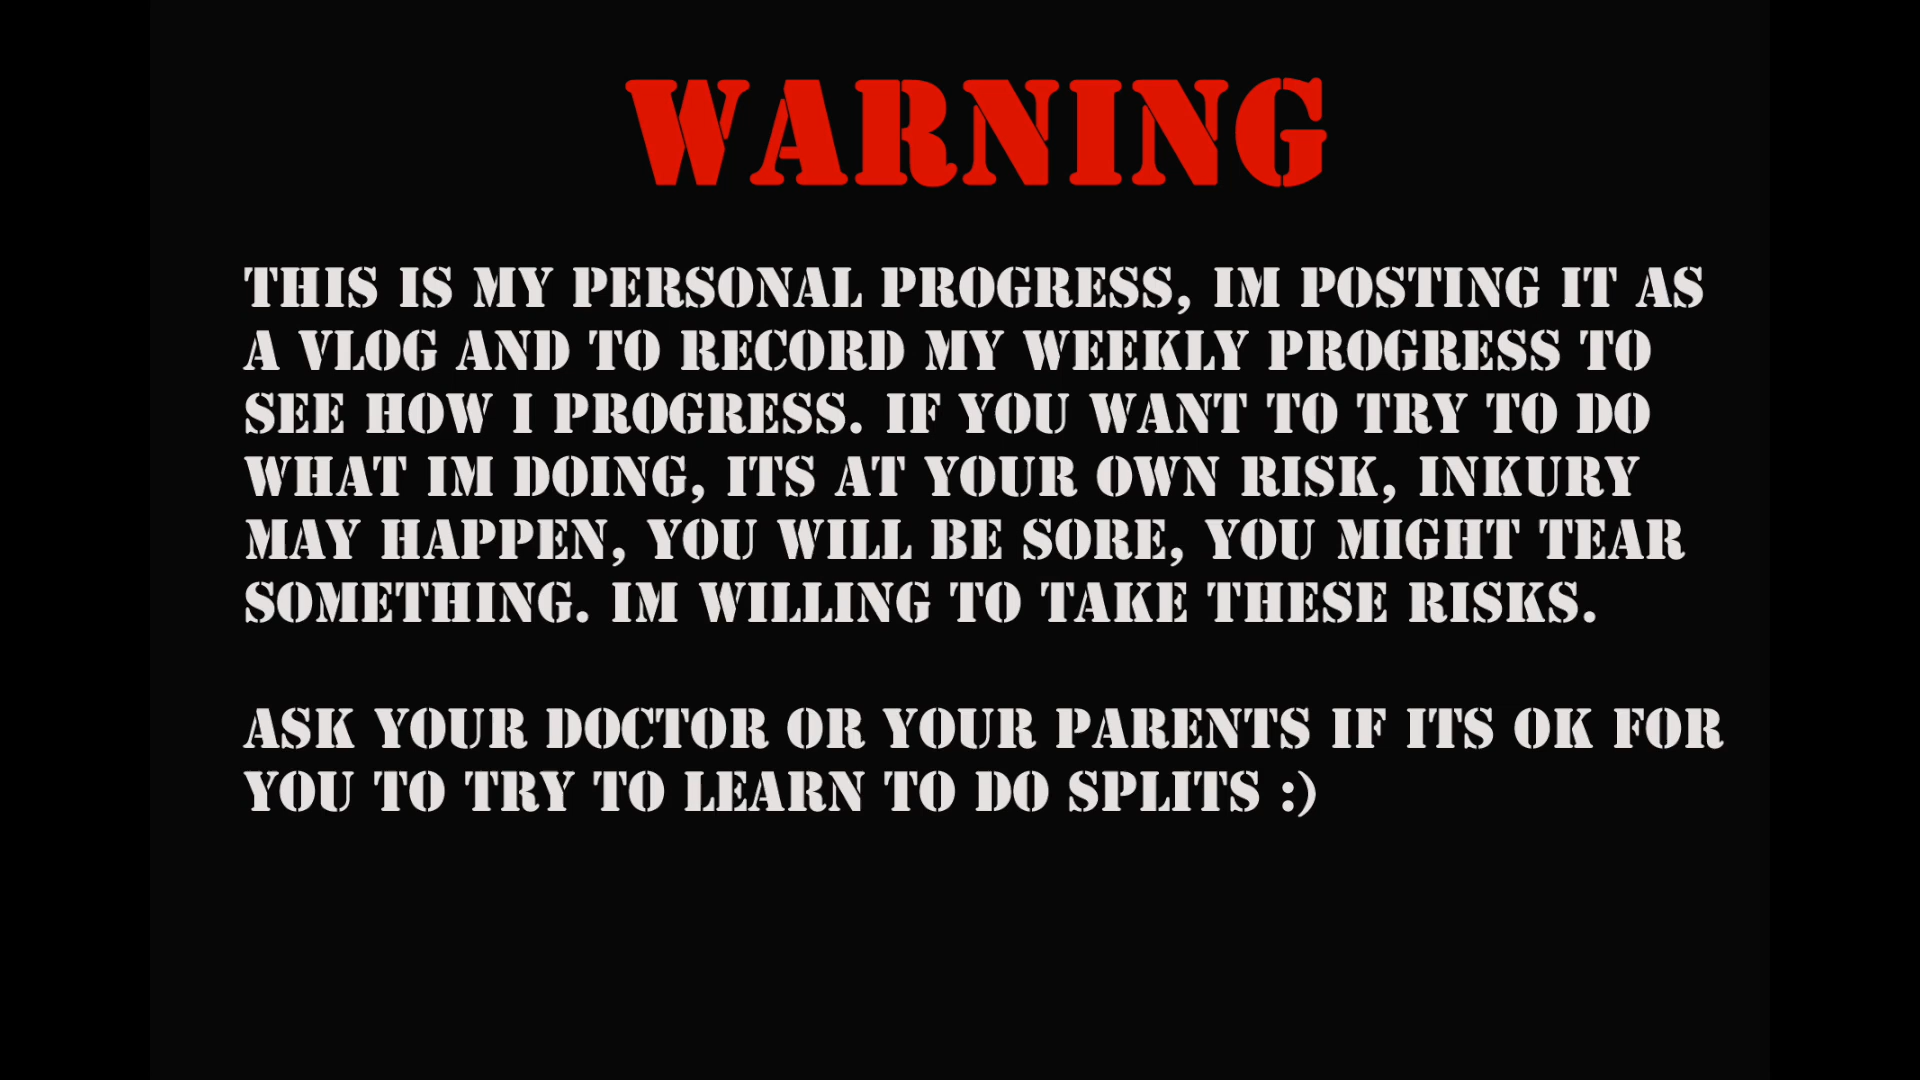 WARNING
THIS IS MY PERSONAL PROGRESS, IM POSTING IT AS
A VLOG AND TO RECORD MY WEEKLY PROGRESS TO
SEE HOW I PROGRESS. IF YOU WANT TO TRY TO DO
WHAT IM DOING, ITS AT YOUR OWN RISK, INKURY
MAY HAPPEN, YOU WILL BE SORE, YOU MIGHT TEAR
SOMETHING. IM WILLING TO TAKE THESE RISKS.
ASK YOUR DOCTOR OR YOUR PARENTS IF ITS OK FOR
YOU TO TRY TO LEARN TO DO SPLITS :)